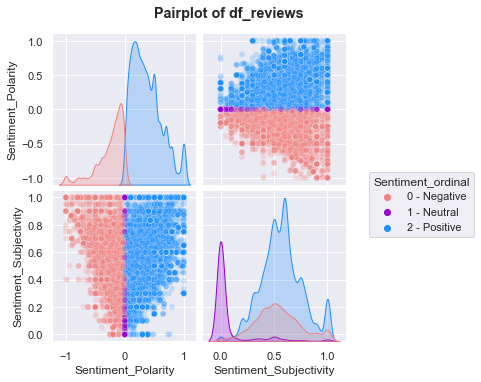 Pairplot of df_reviews
Sentiment_Polarity
1.0
0.5
0.0
−0.5
−1.0
Sentiment_ordinal
0 - Negative
1 - Neutral
2 - Positive
Sentiment_Subjectivity
1.0
0.8
0.6
0.4
0.2
0.0
−1 0 1
0.0 0.5 1.0
Sentiment_Polarity Sentiment_Subjectivity